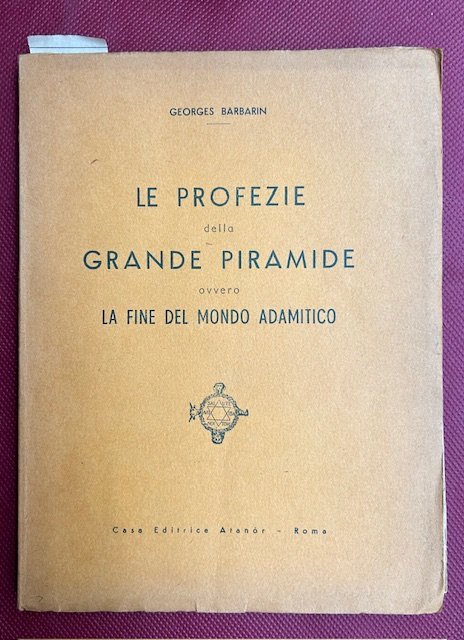 GEORGES BARBARIN
LE PROFEZIE
della
GRANDE PIRAMIDE
ovvero
LA FINE DEL MONDO ADAMITICO
Casa Editrice Atanòr – Roma